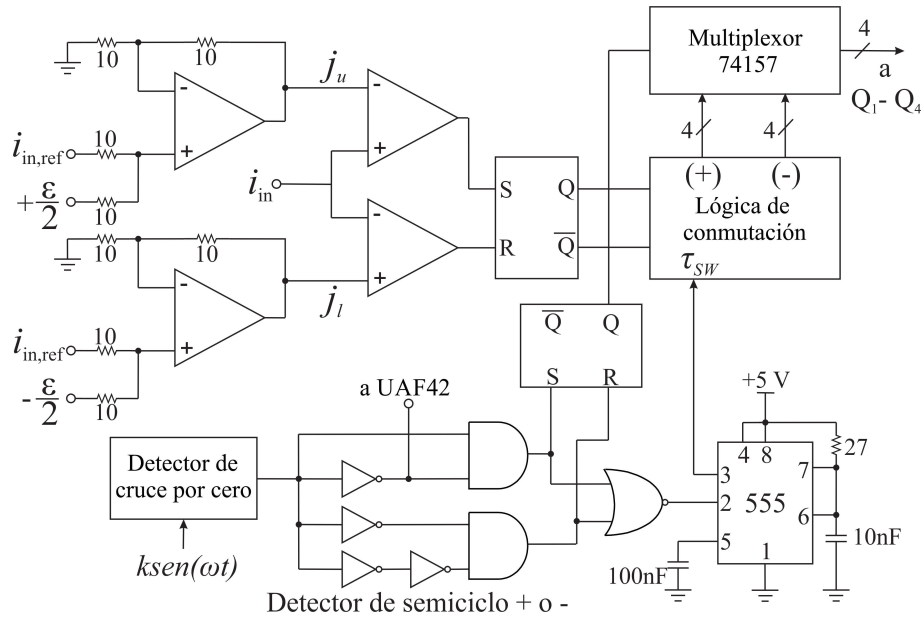 10
10
j_u
-
+
i_in,ref
10
+ε/2
10
10
10
-
+
j_l
i_in,ref
10
-ε/2
10
i_in
-
+
-
+
S Q
R Q̅
Multiplexor
74157
4
a
Q_1- Q_4
4
4
(+) (-)
Lógica de
conmutación
τ_SW
Q̅ Q
S R
a UAF42
Detector de
cruce por cero
ksen(ωt)
Detector de semiciclo + o -
+5 V
27
4 8
3
7
2
555
6
5
1
10nF
100nF